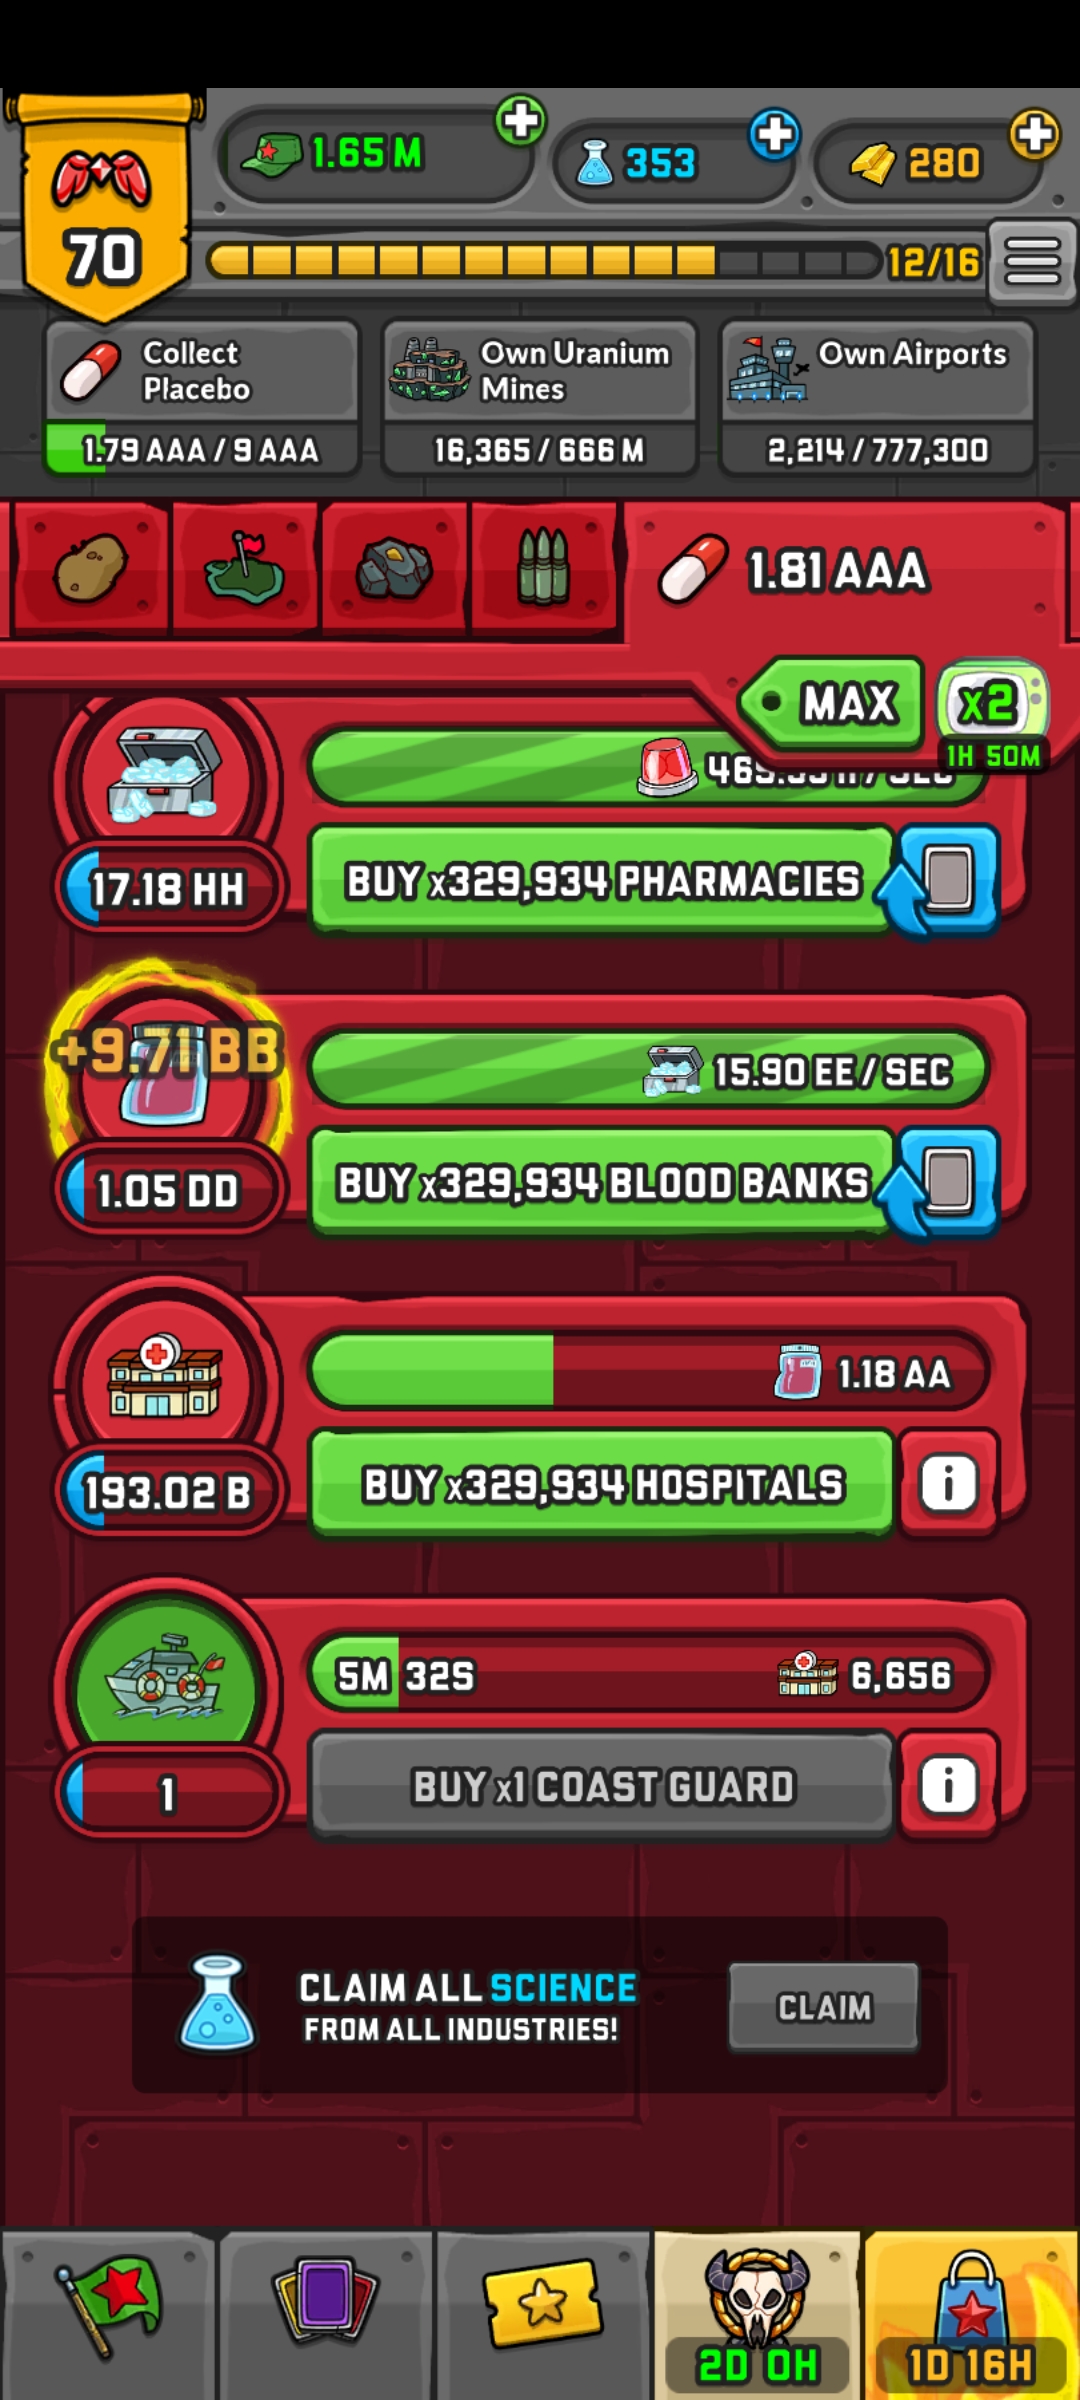 70
1.65 M
353
280
12/16
Collect Placebo
1.79 AAA / 9 AAA
Own Uranium Mines
16,365 / 666 M
Own Airports
2,214 / 777,300
1.81 AAA
MAX
x2
1H 50M
17.18 HH
BUY x329,934 PHARMACIES
+9.71 BB
15.90 EE / SEC
1.05 DD
BUY x329,934 BLOOD BANKS
1.18 AA
193.02 B
BUY x329,934 HOSPITALS
i
5M 32S
6,656
1
BUY x1 COAST GUARD
i
CLAIM ALL SCIENCE
FROM ALL INDUSTRIES!
CLAIM
2D 0H
1D 16H